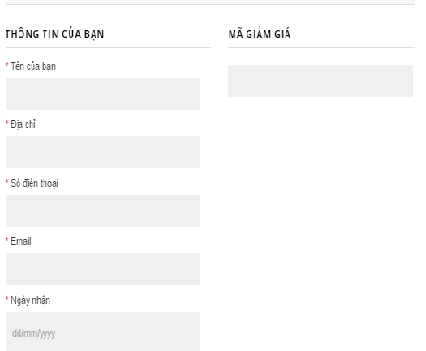 THÔNG TIN CỦA BẠN
* Tên của bạn
* Địa chỉ
* Số điện thoại
* Email
* Ngày nhận
dd/mm/yyyy
MÃ GIẢM GIÁ